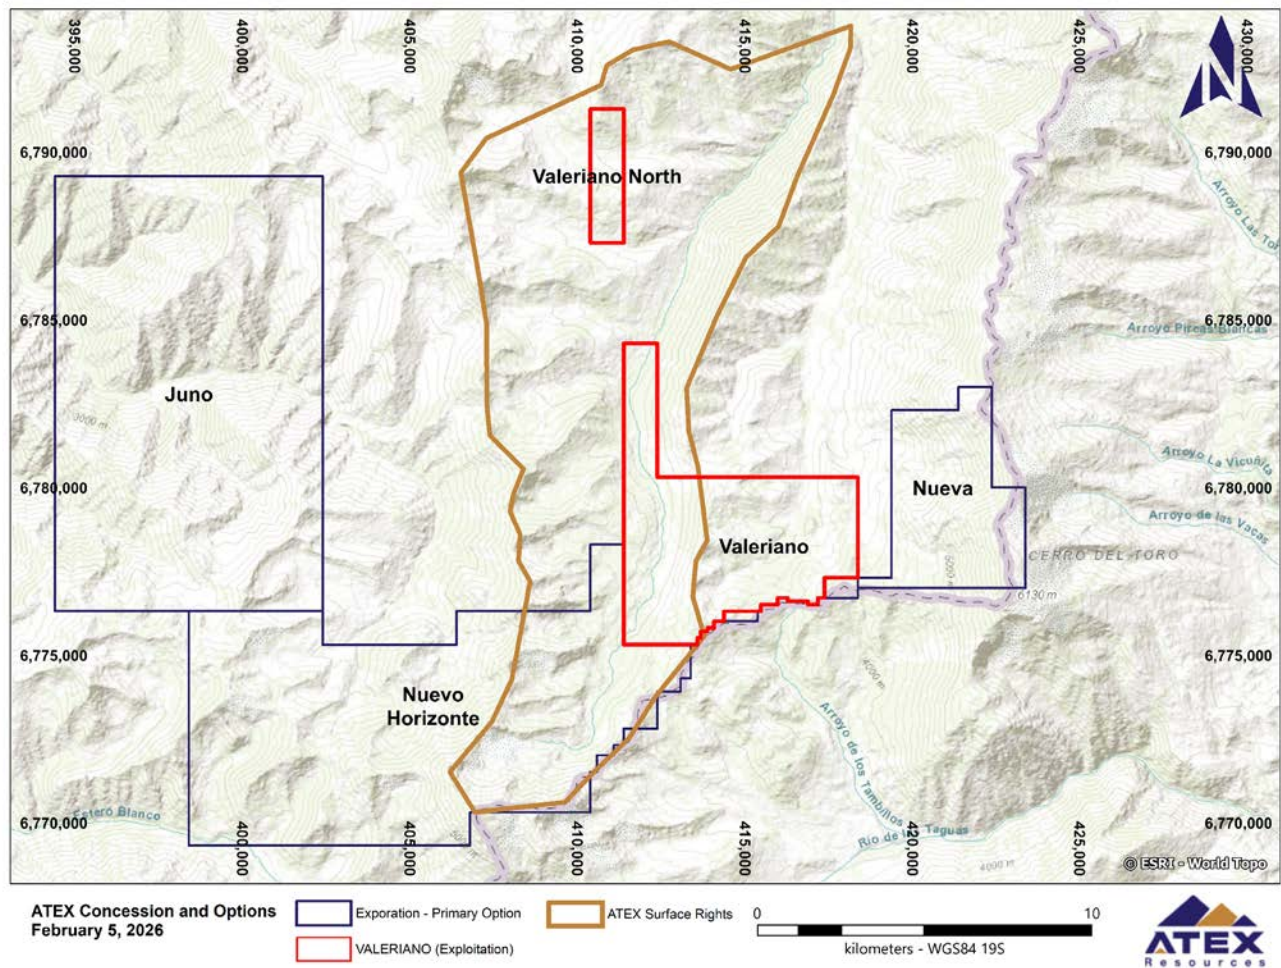 395,000
400,000
405,000
410,000
415,000
420,000
425,000
430,000
N
6,790,000
6,790,000
Valeriano North
Arroyo Las Tor
6,785,000
6,785,000
Arroyo Pircas Blancas
Juno
3000 m
Arroyo La Vicuñita
6,780,000
6,780,000
Nueva
Arroyo de las Vacas
Valeriano
CERRO DEL TORO
5000 m
6130 m
6,775,000
6,775,000
4000 m
Nuevo
Horizonte
Arroyo de los Tambillos
Estero Blanco
6,770,000
6,770,000
Rio de las Taguas
4000 m
400,000
405,000
410,000
415,000
420,000
425,000
© ESRI - World Topo
ATEX Concession and Options
February 5, 2026
Exporation - Primary Option
VALERIANO (Exploitation)
ATEX Surface Rights
0
10
kilometers - WGS84 19S
ATEX
Resources